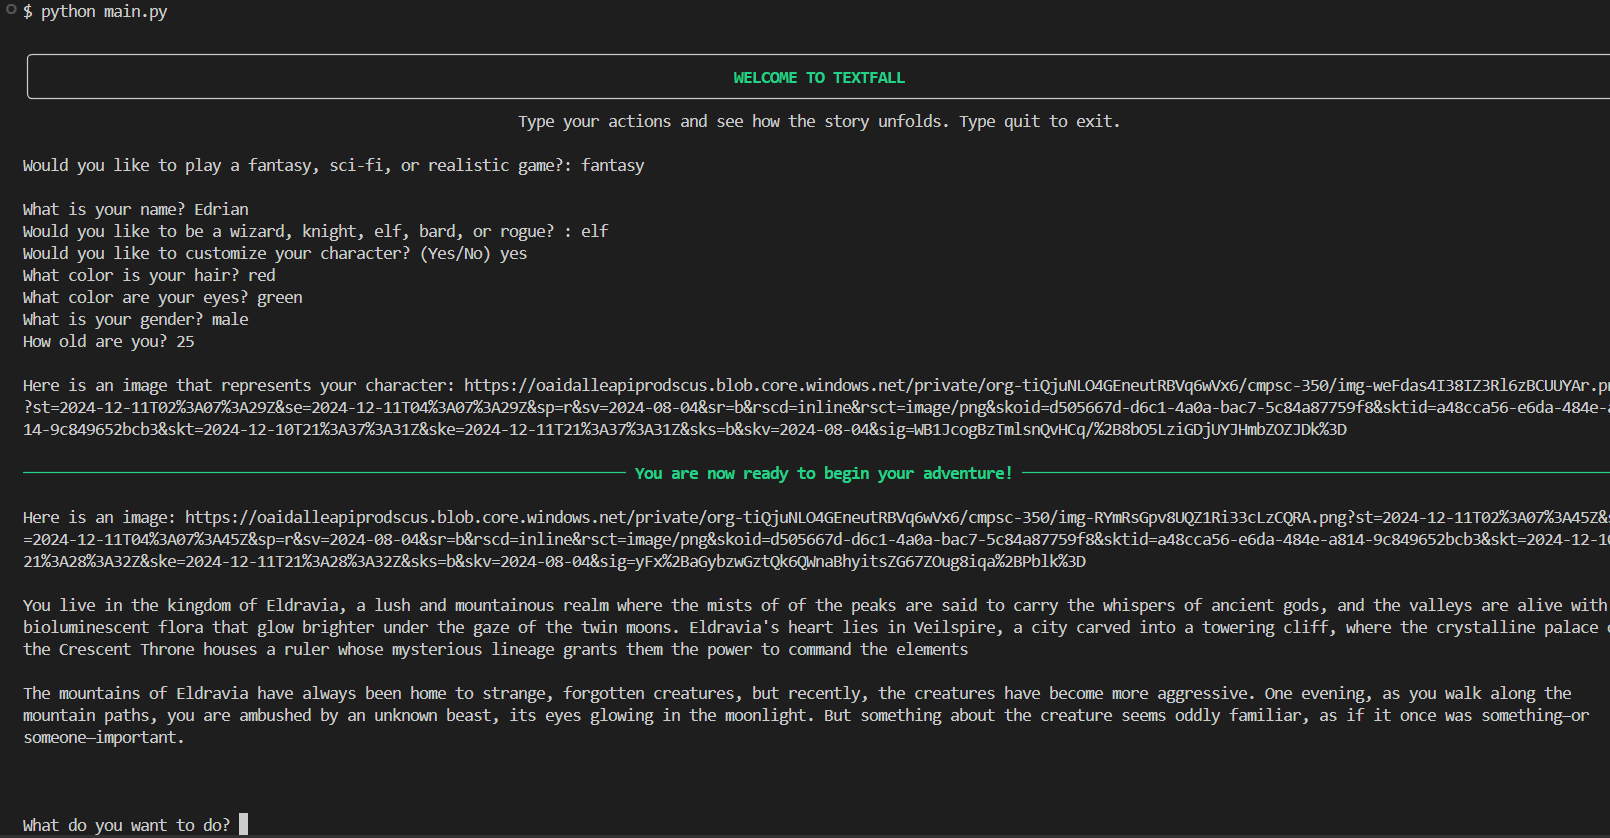 $ python main.py
WELCOME TO TEXTFALL
Type your actions and see how the story unfolds. Type quit to exit.
Would you like to play a fantasy, sci-fi, or realistic game?: fantasy
What is your name? Edrian
Would you like to be a wizard, knight, elf, bard, or rogue? : elf
Would you like to customize your character? (Yes/No) yes
What color is your hair? red
What color are your eyes? green
What is your gender? male
How old are you? 25
Here is an image that represents your character: https://oaidalleapiprodscus.blob.core.windows.net/private/org-tiQjuNLO4GEneutRBVq6wVx6/cmpsc-350/img-weFdas4I38IZ3Rl6zBCUUYAr.pn
?st=2024-12-11T02%3A07%3A29Z&se=2024-12-11T04%3A07%3A29Z&sp=r&sv=2024-08-04&sr=b&rscd=inline&rsct=image/png&skoid=d505667d-d6c1-4a0a-bac7-5c84a87759f8&sktid=a48cca56-e6da-484e-a
14-9c849652bcb3&skt=2024-12-10T21%3A37%3A31Z&ske=2024-12-11T21%3A37%3A31Z&sks=b&skv=2024-08-04&sig=WB1JcogBzTmlsnQvHCq/%2B8bO5LziGDjUYJHmbZOZJDk%3D
You are now ready to begin your adventure!
Here is an image: https://oaidalleapiprodscus.blob.core.windows.net/private/org-tiQjuNLO4GEneutRBVq6wVx6/cmpsc-350/img-RYmRsGpv8UQZ1Ri33cLzCQRA.png?st=2024-12-11T02%3A07%3A45Z&s
=2024-12-11T04%3A07%3A45Z&sp=r&sv=2024-08-04&sr=b&rscd=inline&rsct=image/png&skoid=d505667d-d6c1-4a0a-bac7-5c84a87759f8&sktid=a48cca56-e6da-484e-a814-9c849652bcb3&skt=2024-12-10
21%3A28%3A32Z&ske=2024-12-11T21%3A28%3A32Z&sks=b&skv=2024-08-04&sig=yFx%2BaGybzwGztQk6QWnaBhyitsZG67ZOug8iqa%2BPblk%3D
You live in the kingdom of Eldravia, a lush and mountainous realm where the mists of of the peaks are said to carry the whispers of ancient gods, and the valleys are alive with
bioluminescent flora that glow brighter under the gaze of the twin moons. Eldravia's heart lies in Veilspire, a city carved into a towering cliff, where the crystalline palace
the Crescent Throne houses a ruler whose mysterious lineage grants them the power to command the elements
The mountains of Eldravia have always been home to strange, forgotten creatures, but recently, the creatures have become more aggressive. One evening, as you walk along the
mountain paths, you are ambushed by an unknown beast, its eyes glowing in the moonlight. But something about the creature seems oddly familiar, as if it once was something—or
someone—important.
What do you want to do?